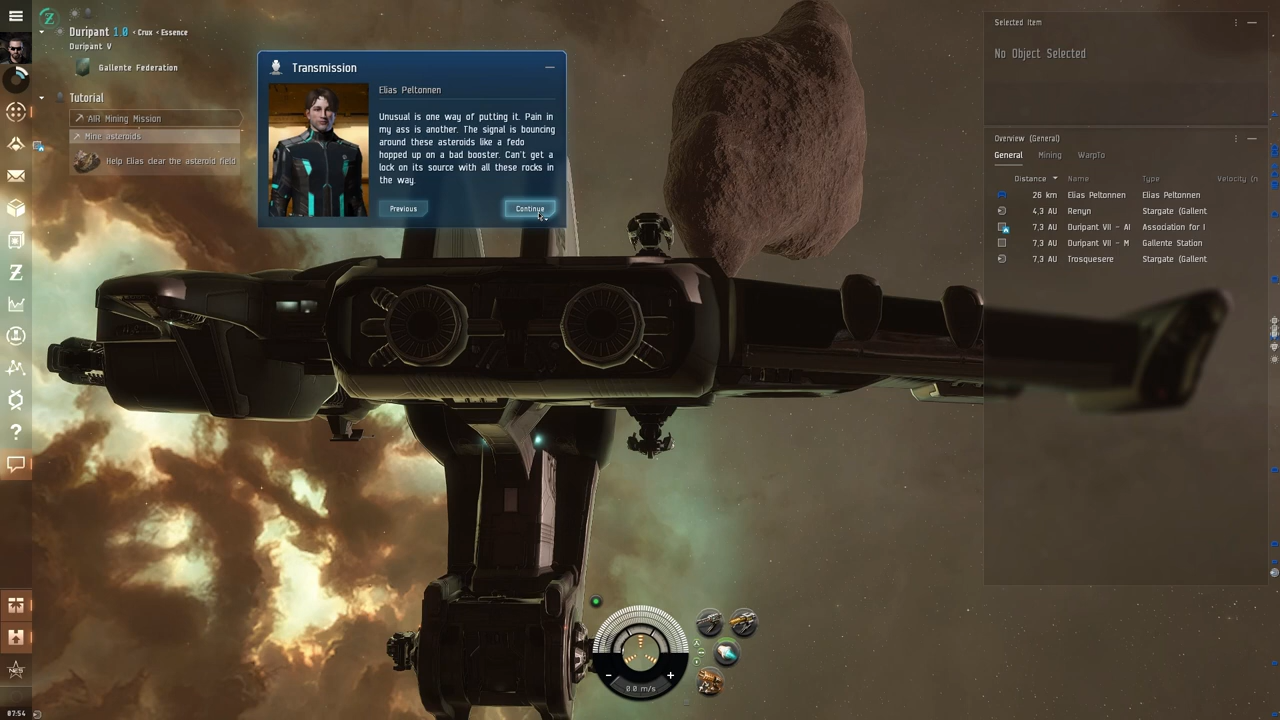 Duripant 1.0 < Crux < Essence
Duripant V
Gallente Federation
Tutorial
AIR Mining Mission
Mine asteroids
Help Elias clear the asteroid field
Transmission
Elias Peltonnen
Unusual is one way of putting it. Pain in
my ass is another. The signal is bouncing
around these asteroids like a fedo
hopped up on a bad booster. Can't get a
lock on its source with all these rocks in
the way.
Previous
Continue
Selected Item
No Object Selected
Overview (General)
General Mining WarpTo
Distance Name Type Velocity (m
26 km Elias Peltonnen Elias Peltonnen
4,3 AU Renyn Stargate (Gallent
7,3 AU Duripant VII - AI Association for I
7,3 AU Duripant VII - M Gallente Station
7,3 AU Trosquesere Stargate (Gallent
0.0 m/s
NES
07:54